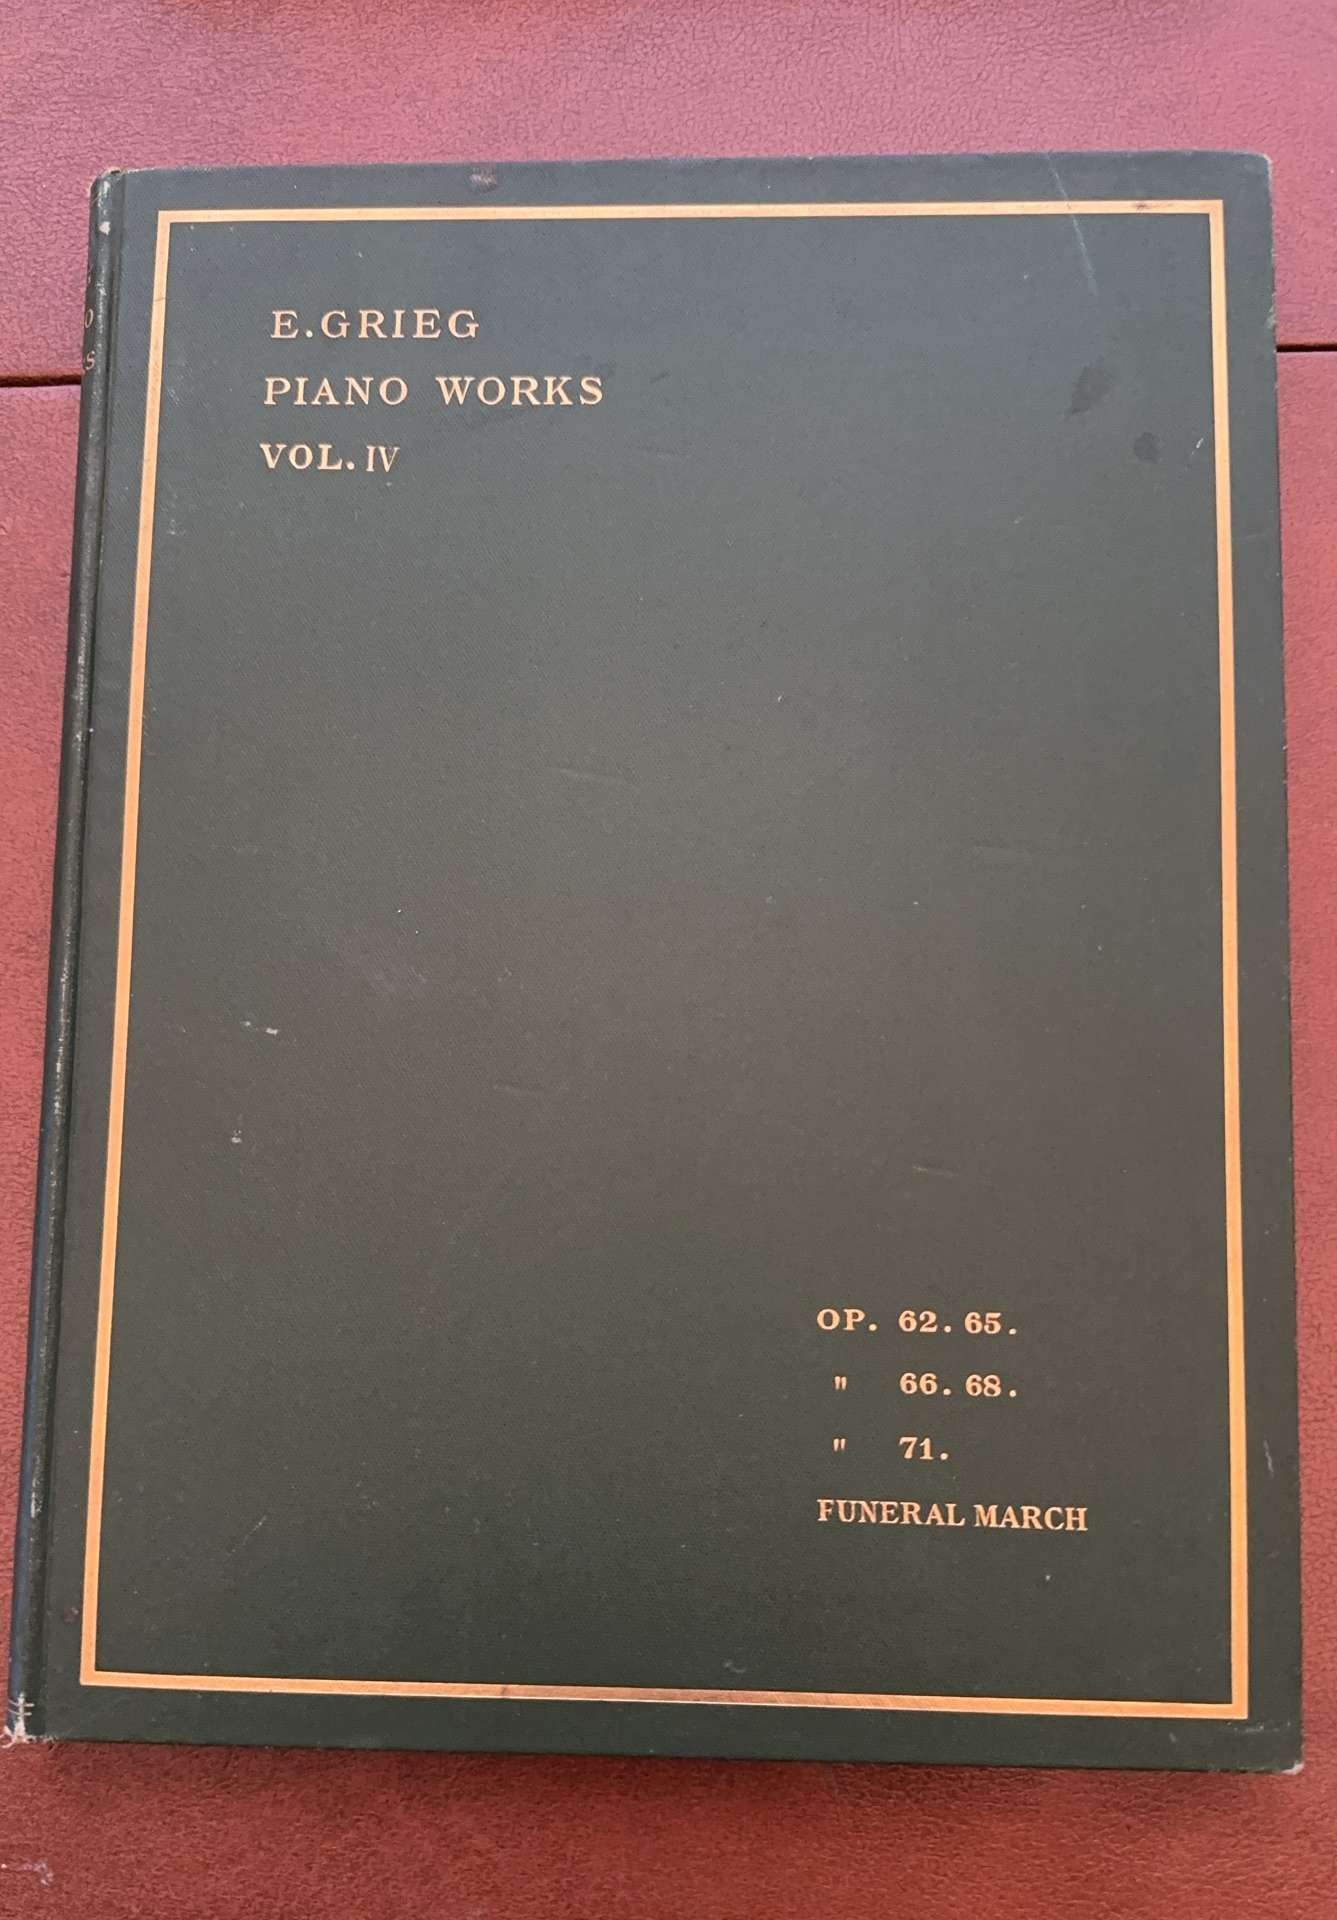 E. GRIEG
PIANO WORKS
VOL. IV
OP. 62. 65.
" 66. 68.
" 71.
FUNERAL MARCH